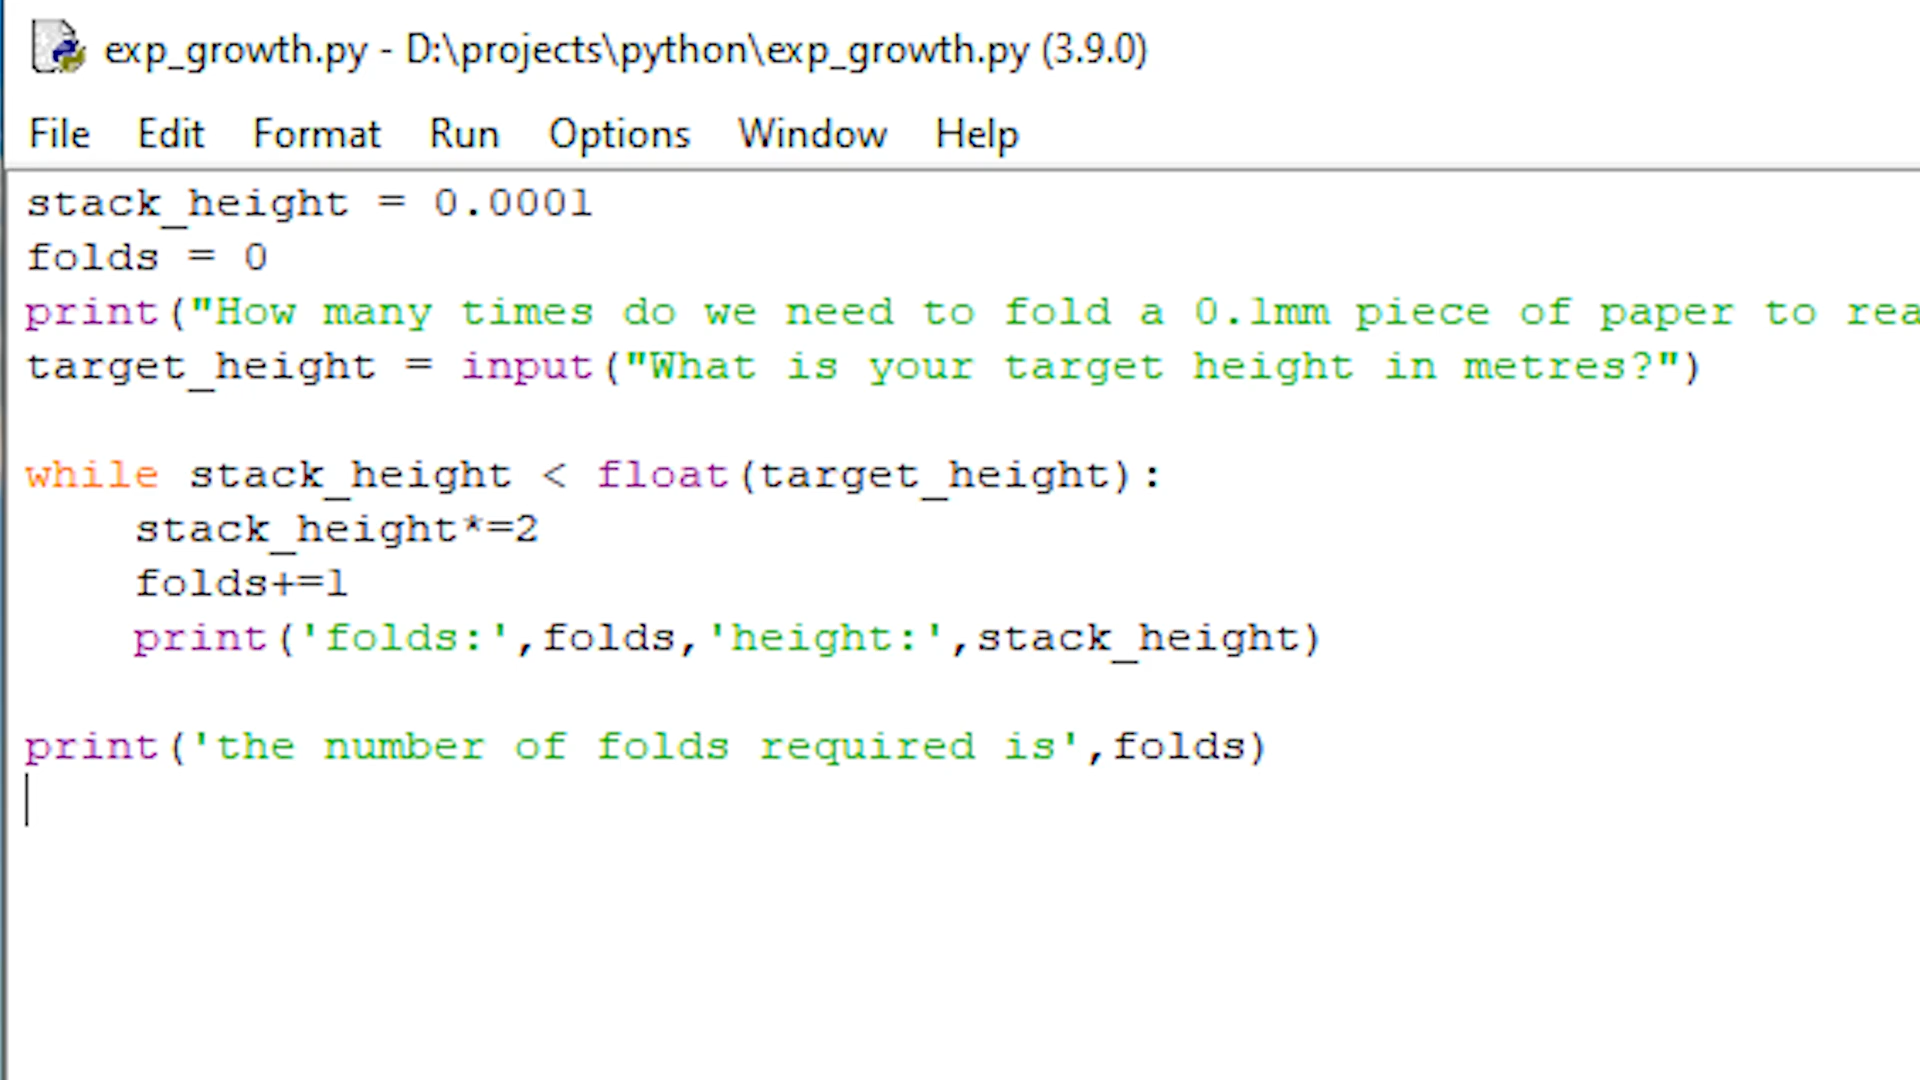 exp_growth.py - D:\projects\python\exp_growth.py (3.9.0)
File Edit Format Run Options Window Help
stack_height = 0.0001
folds = 0
print("How many times do we need to fold a 0.1mm piece of paper to rea
target_height = input("What is your target height in metres?")
while stack_height < float(target_height):
    stack_height*=2
    folds+=1
    print('folds:',folds,'height:',stack_height)
print('the number of folds required is',folds)